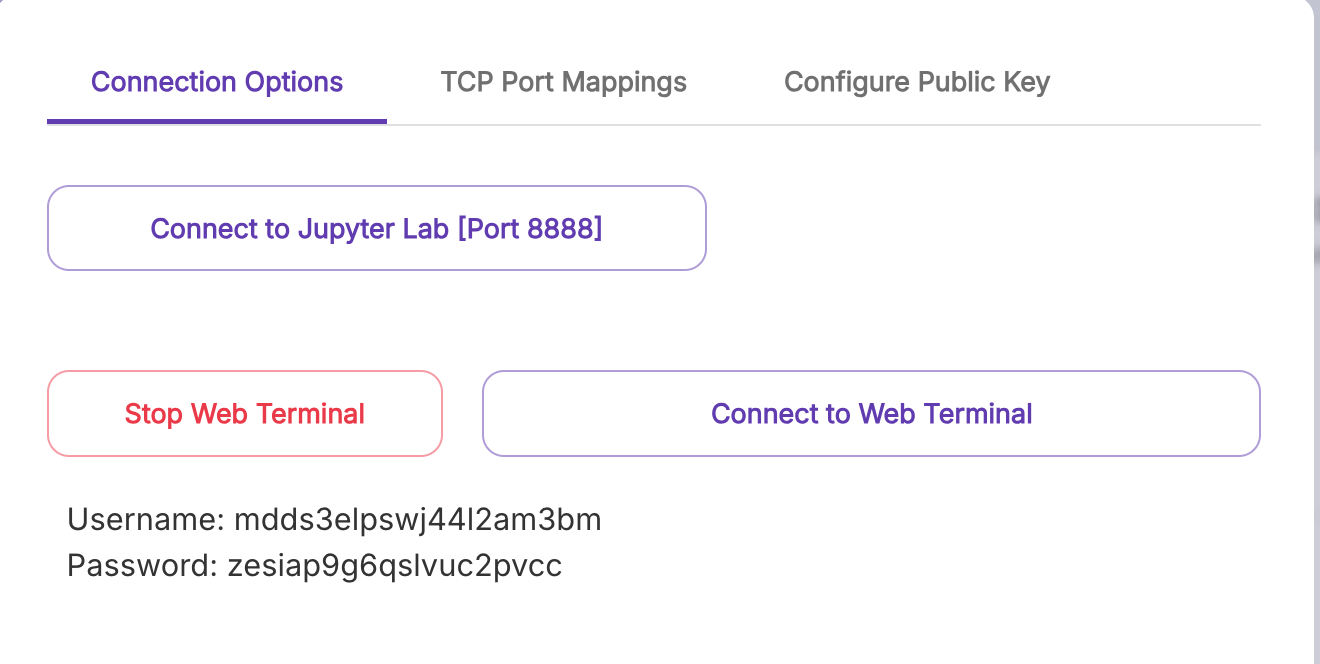 Connection Options
TCP Port Mappings
Configure Public Key
Connect to Jupyter Lab [Port 8888]
Stop Web Terminal
Connect to Web Terminal
Username: mdds3elpswj44l2am3bm
Password: zesiap9g6qslvuc2pvcc